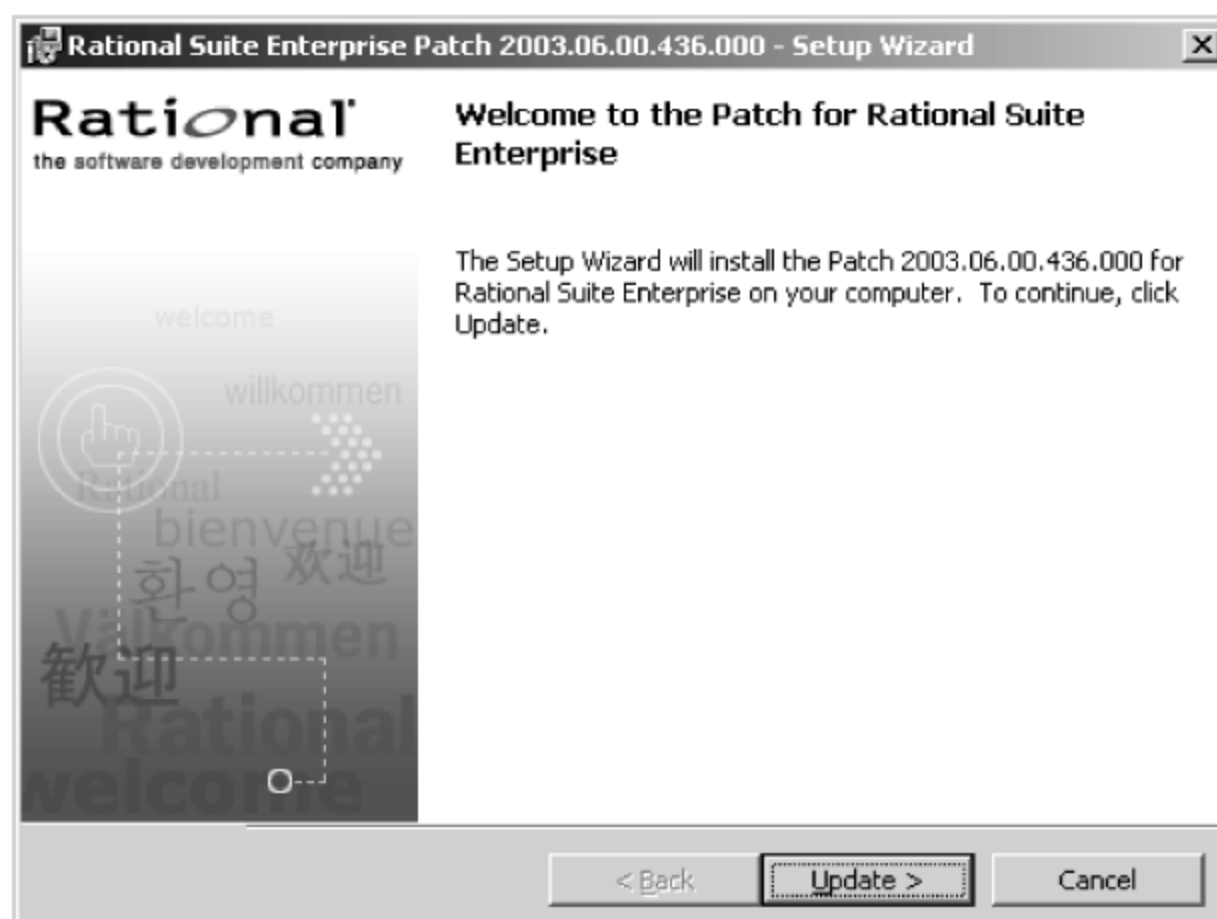 Rational Suite Enterprise Patch 2003.06.00.436.000 - Setup Wizard
Rational
the software development company
Welcome to the Patch for Rational Suite
Enterprise
The Setup Wizard will install the Patch 2003.06.00.436.000 for
Rational Suite Enterprise on your computer. To continue, click
Update.
welcome
willkommen
Rational
bienvenue
환영 欢迎
Välkommen
歓迎
Rational
welcome
< Back Update > Cancel